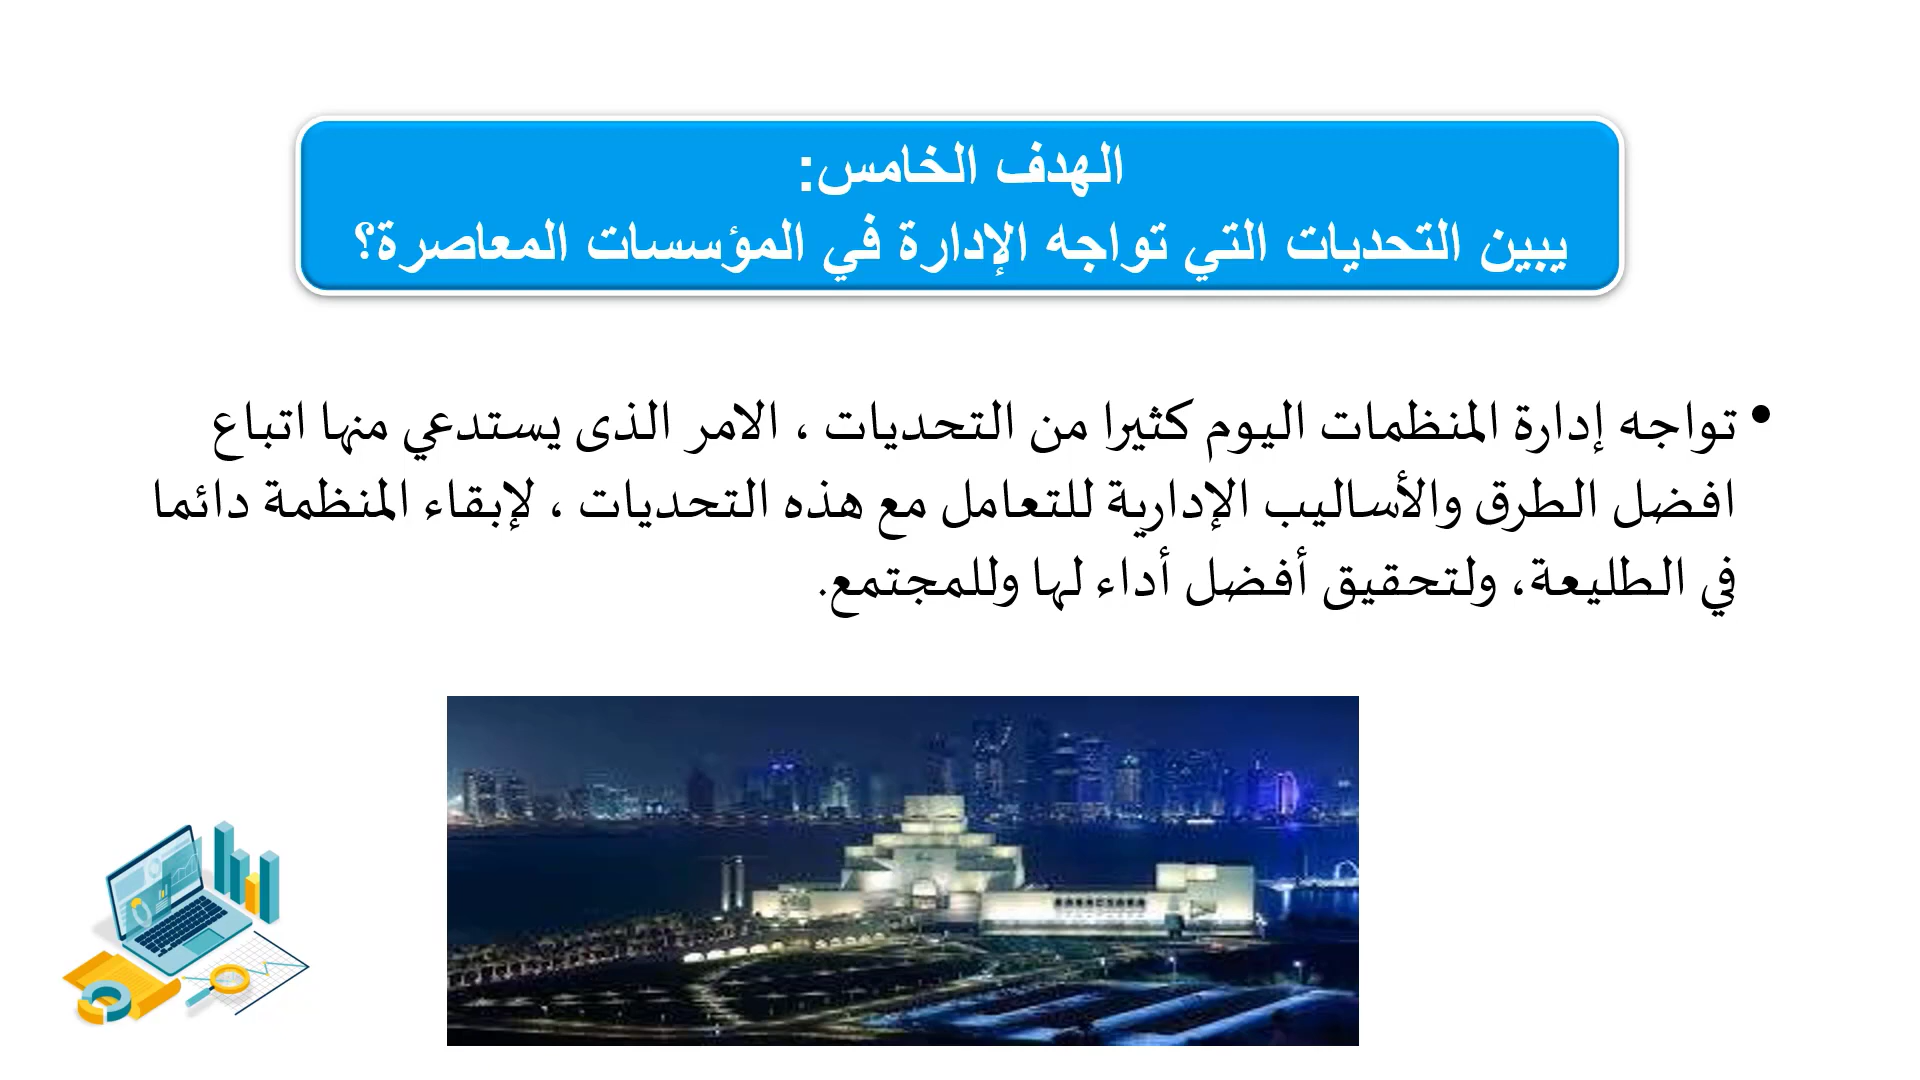 الهدف الخامس:
يبين التحديات التي تواجه الإدارة في المؤسسات المعاصرة؟
• تواجه إدارة المنظمات اليوم كثيرا من التحديات ، الامر الذى يستدعي منها اتباع
افضل الطرق والأساليب الإدارية للتعامل مع هذه التحديات ، لإبقاء المنظمة دائما
في الطليعة، ولتحقيق أفضل أداء لها وللمجتمع.